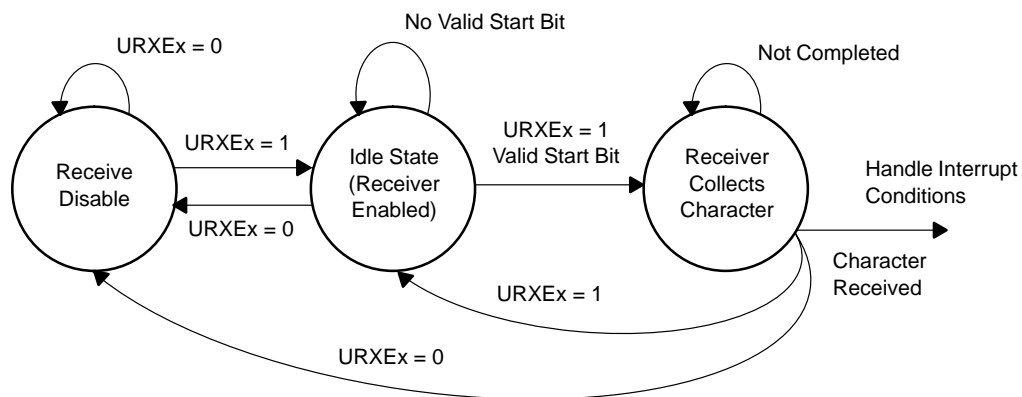 No Valid Start Bit
URXEx = 0
Not Completed
URXEx = 1
URXEx = 1
Valid Start Bit
Receive
Disable
Idle State
(Receiver
Enabled)
Receiver
Collects
Character
Handle Interrupt
Conditions
URXEx = 0
Character
Received
URXEx = 1
URXEx = 0